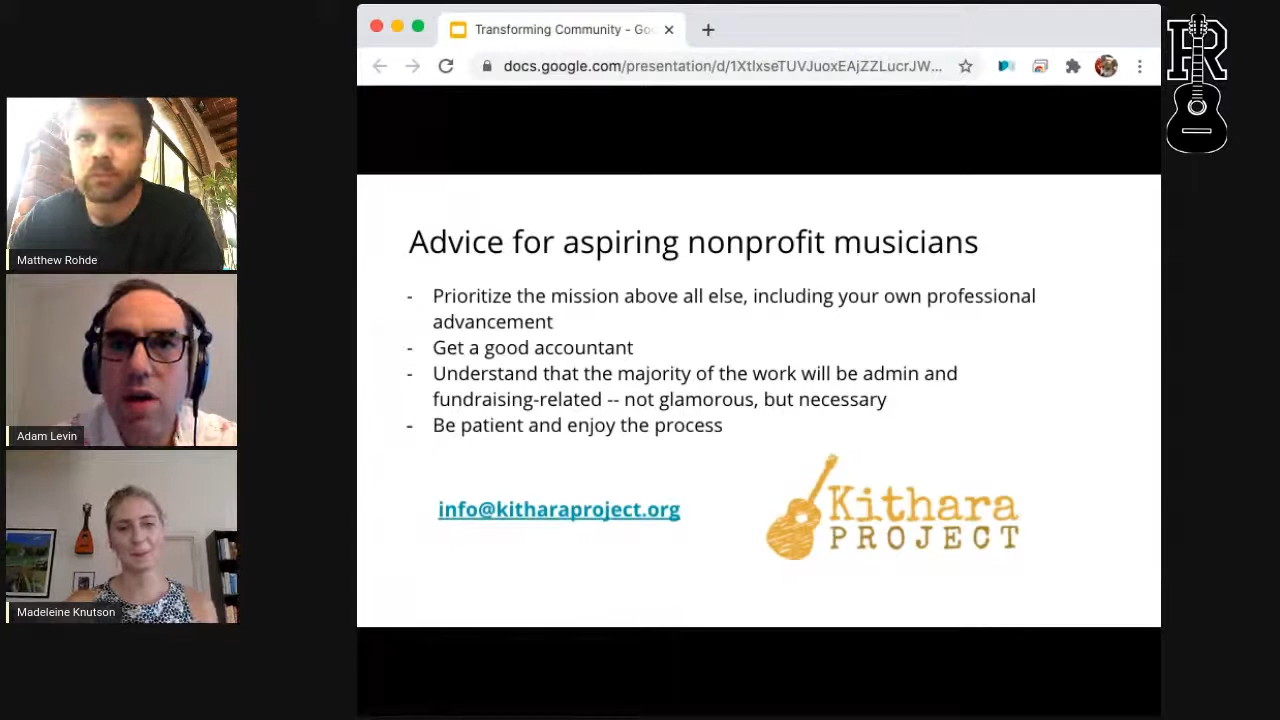 Transforming Community - Goo
docs.google.com/presentation/d/1XtIxseTUVJuoxEAjZZLucrJW...
Matthew Rohde
Adam Levin
Madeleine Knutson
Advice for aspiring nonprofit musicians
- Prioritize the mission above all else, including your own professional
advancement
- Get a good accountant
- Understand that the majority of the work will be admin and
fundraising-related -- not glamorous, but necessary
- Be patient and enjoy the process
info@kitharaproject.org
Kithara
PROJECT